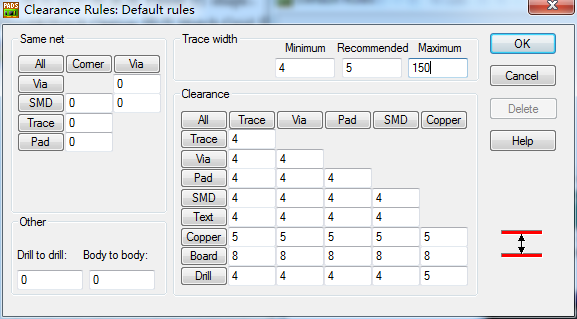 PADS Clearance Rules: Default rules
Same net
All Corner Via
Via 0
SMD 0 0
Trace 0
Pad 0
Trace width
Minimum Recommended Maximum
4 5 150
Clearance
All Trace Via Pad SMD Copper
Trace 4
Via 4 4
Pad 4 4 4
SMD 4 4 4 4
Text 4 4 4 4
Copper 5 5 5 5 5
Board 8 8 8 8 8
Drill 4 4 4 4 5
Other
Drill to drill: Body to body:
0 0
OK
Cancel
Delete
Help